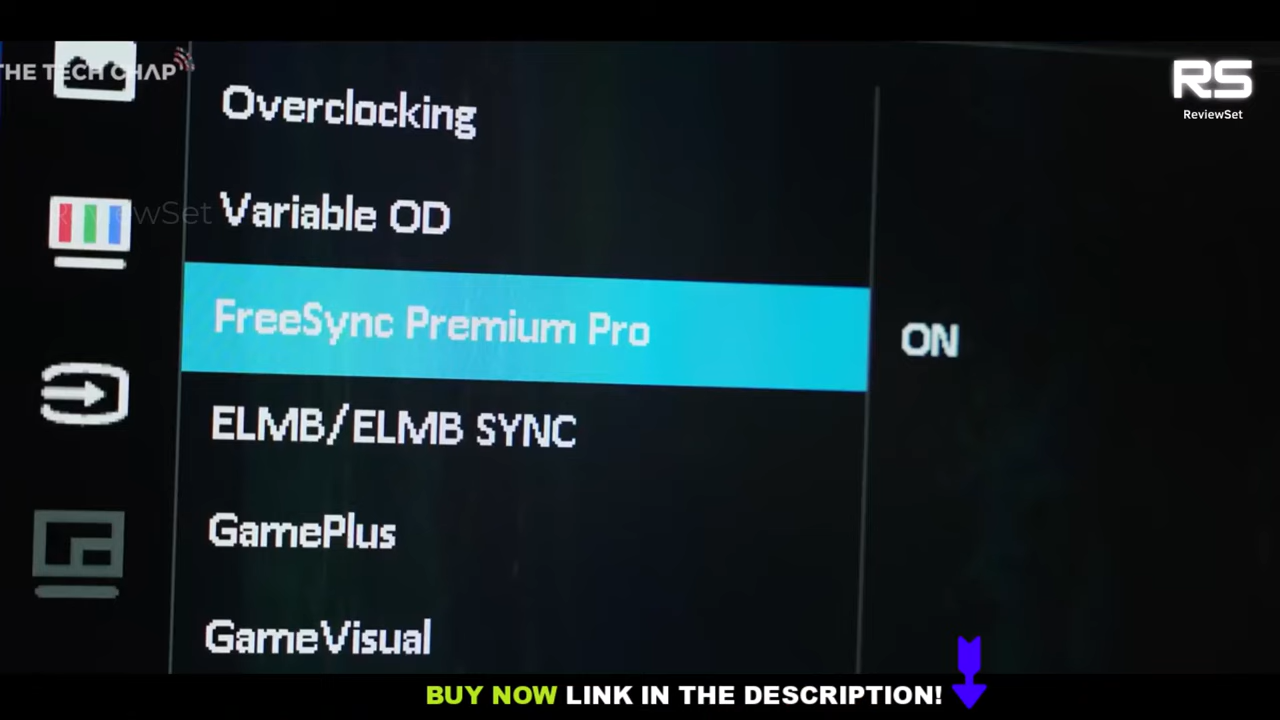 THE TECH CHAP
RS
ReviewSet
Overclocking
Variable OD
FreeSync Premium Pro
ON
ELMB/ELMB SYNC
GamePlus
GameVisual
BUY NOW LINK IN THE DESCRIPTION!